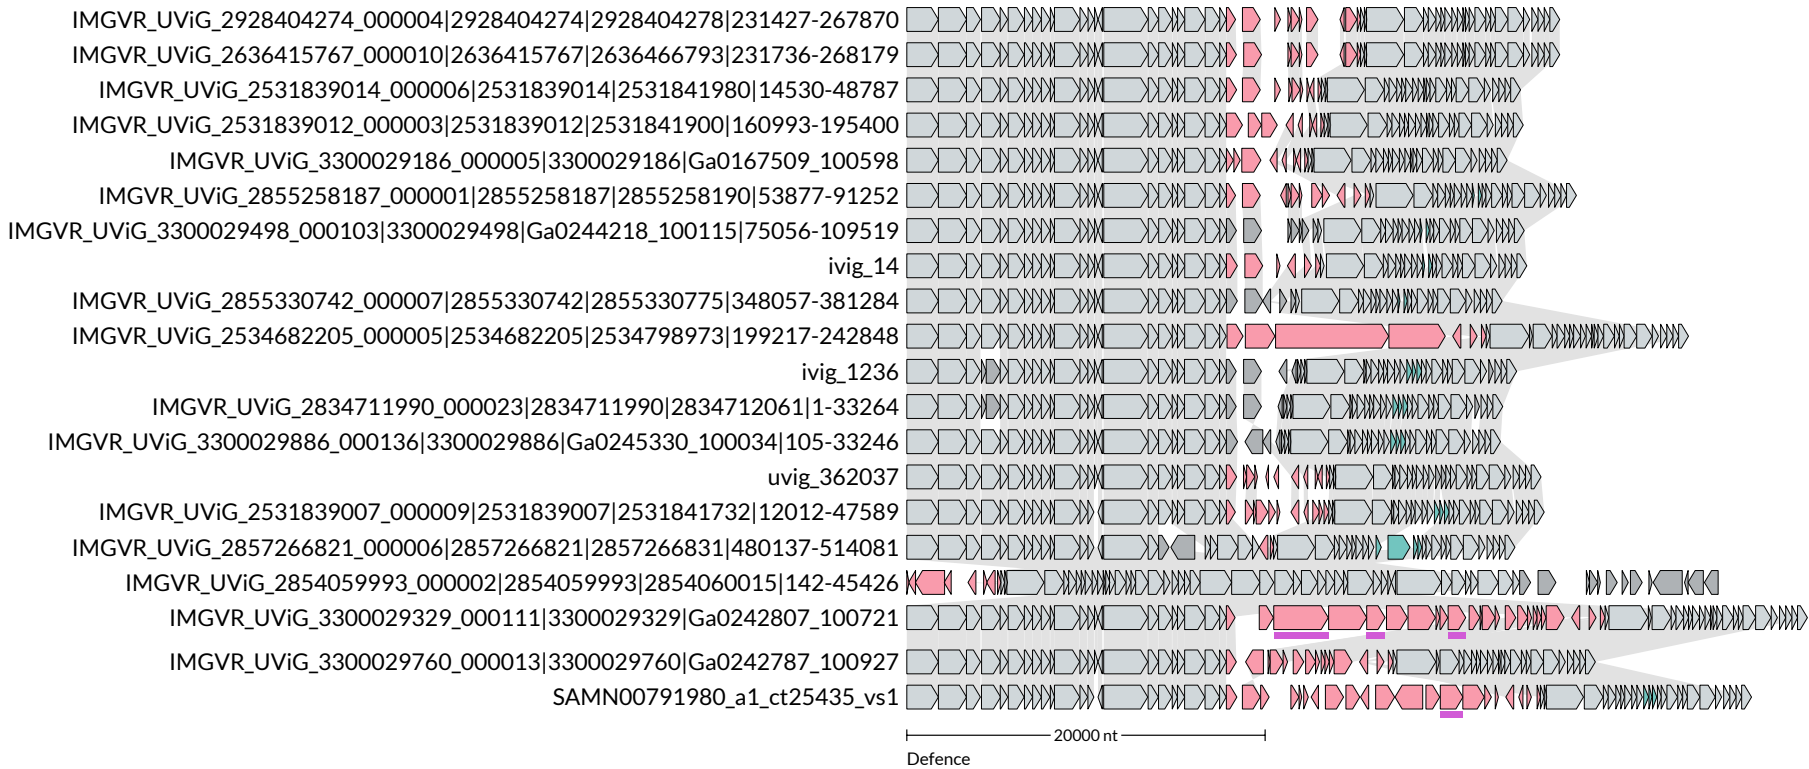 IMGVR_UViG_2928404274_000004|2928404274|2928404278|231427-267870
IMGVR_UViG_2636415767_000010|2636415767|2636466793|231736-268179
IMGVR_UViG_2531839014_000006|2531839014|2531841980|14530-48787
IMGVR_UViG_2531839012_000003|2531839012|2531841900|160993-195400
IMGVR_UViG_3300029186_000005|3300029186|Ga0167509_100598
IMGVR_UViG_2855258187_000001|2855258187|2855258190|53877-91252
IMGVR_UViG_3300029498_000103|3300029498|Ga0244218_100115|75056-109519
ivig_14
IMGVR_UViG_2855330742_000007|2855330742|2855330775|348057-381284
IMGVR_UViG_2534682205_000005|2534682205|2534798973|199217-242848
ivig_1236
IMGVR_UViG_2834711990_000023|2834711990|2834712061|1-33264
IMGVR_UViG_3300029886_000136|3300029886|Ga0245330_100034|105-33246
uvig_362037
IMGVR_UViG_2531839007_000009|2531839007|2531841732|12012-47589
IMGVR_UViG_2857266821_000006|2857266821|2857266831|480137-514081
IMGVR_UViG_2854059993_000002|2854059993|2854060015|142-45426
IMGVR_UViG_3300029329_000111|3300029329|Ga0242807_100721
IMGVR_UViG_3300029760_000013|3300029760|Ga0242787_100927
SAMN00791980_a1_ct25435_vs1
20000 nt
Defence